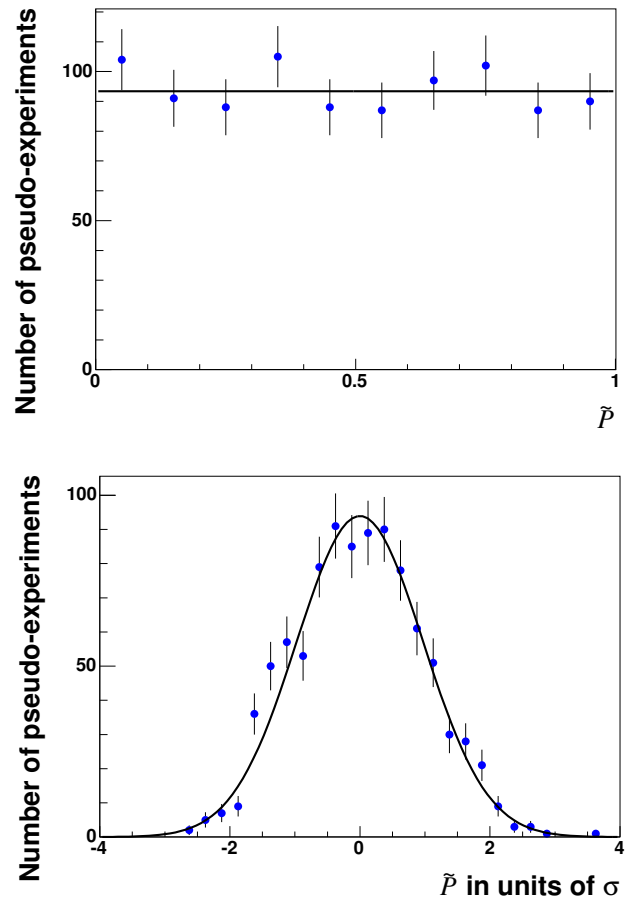 Number of pseudo-experiments
100
50
0
0 0.5 1
P̃
Number of pseudo-experiments
100
50
0
-4 -2 0 2 4
P̃ in units of σ